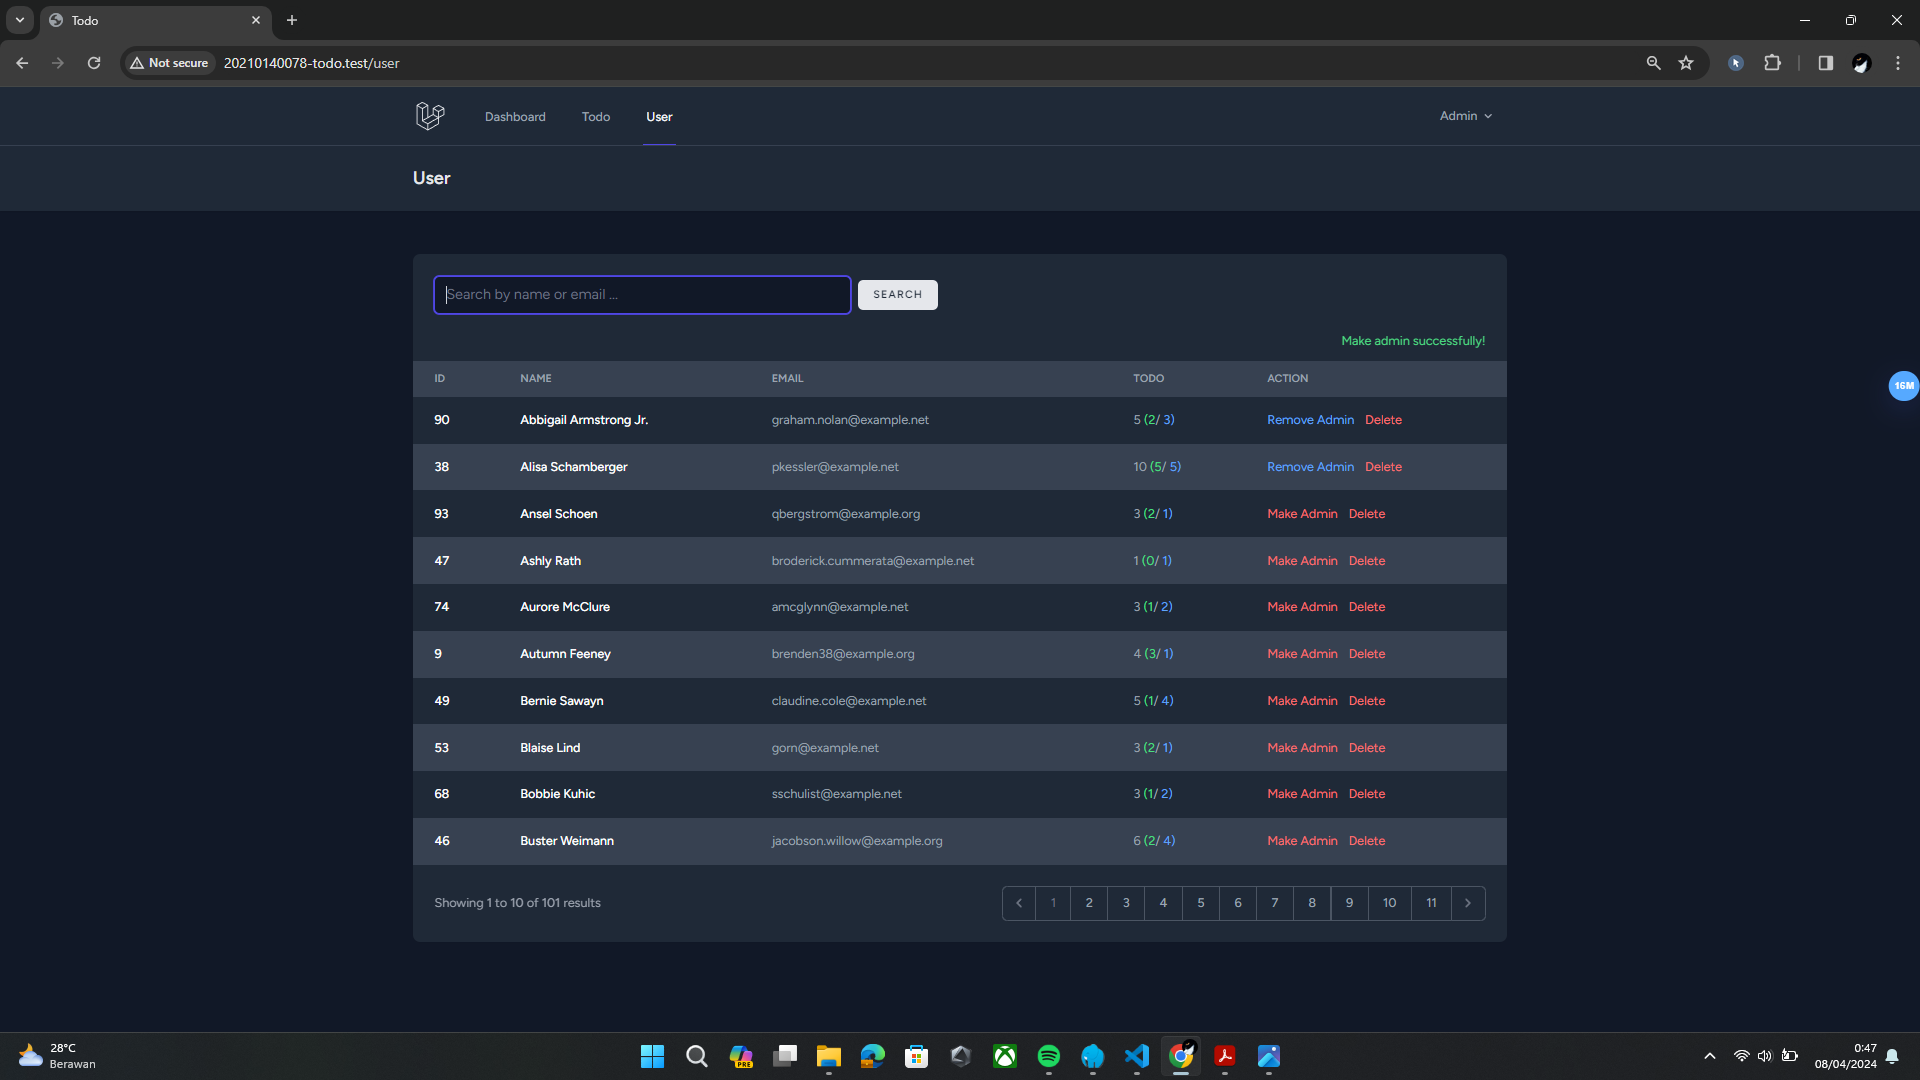 Todo
Not secure 20210140078-todo.test/user
Dashboard Todo User Admin
User
Search by name or email ... SEARCH
Make admin successfully!
ID NAME EMAIL TODO ACTION
90 Abbigail Armstrong Jr. graham.nolan@example.net 5 (2/ 3) Remove Admin Delete
38 Alisa Schamberger pkessler@example.net 10 (5/ 5) Remove Admin Delete
93 Ansel Schoen qbergstrom@example.org 3 (2/ 1) Make Admin Delete
47 Ashly Rath broderick.cummerata@example.net 1 (0/ 1) Make Admin Delete
74 Aurore McClure amcglynn@example.net 3 (1/ 2) Make Admin Delete
9 Autumn Feeney brenden38@example.org 4 (3/ 1) Make Admin Delete
49 Bernie Sawayn claudine.cole@example.net 5 (1/ 4) Make Admin Delete
53 Blaise Lind gorn@example.net 3 (2/ 1) Make Admin Delete
68 Bobbie Kuhic sschulist@example.net 3 (1/ 2) Make Admin Delete
46 Buster Weimann jacobson.willow@example.org 6 (2/ 4) Make Admin Delete
Showing 1 to 10 of 101 results 1 2 3 4 5 6 7 8 9 10 11
16M
28°C
Berawan
PRE
0:47
08/04/2024